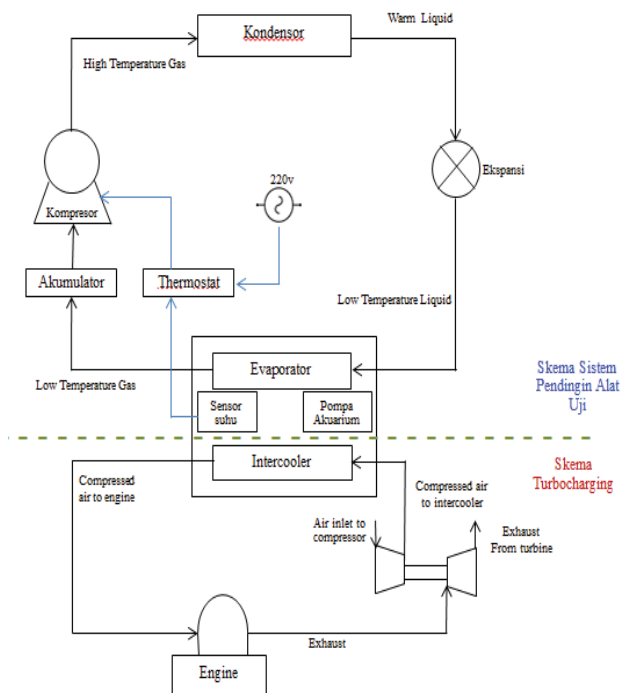 Warm Liquid
Kondensor
High Temperature Gas
Ekspansi
220v
Kompresor
Akumulator
Thermostat
Low Temperature Liquid
Evaporator
Low Temperature Gas
Skema Sistem
Pendingin Alat
Uji
Sensor
suhu
Pompa
Akuarium
Intercooler
Skema
Turbocharging
Compressed
air to engine
Compressed air
to intercooler
Air inlet to
compressor
Exhaust
From turbine
Exhaust
Engine